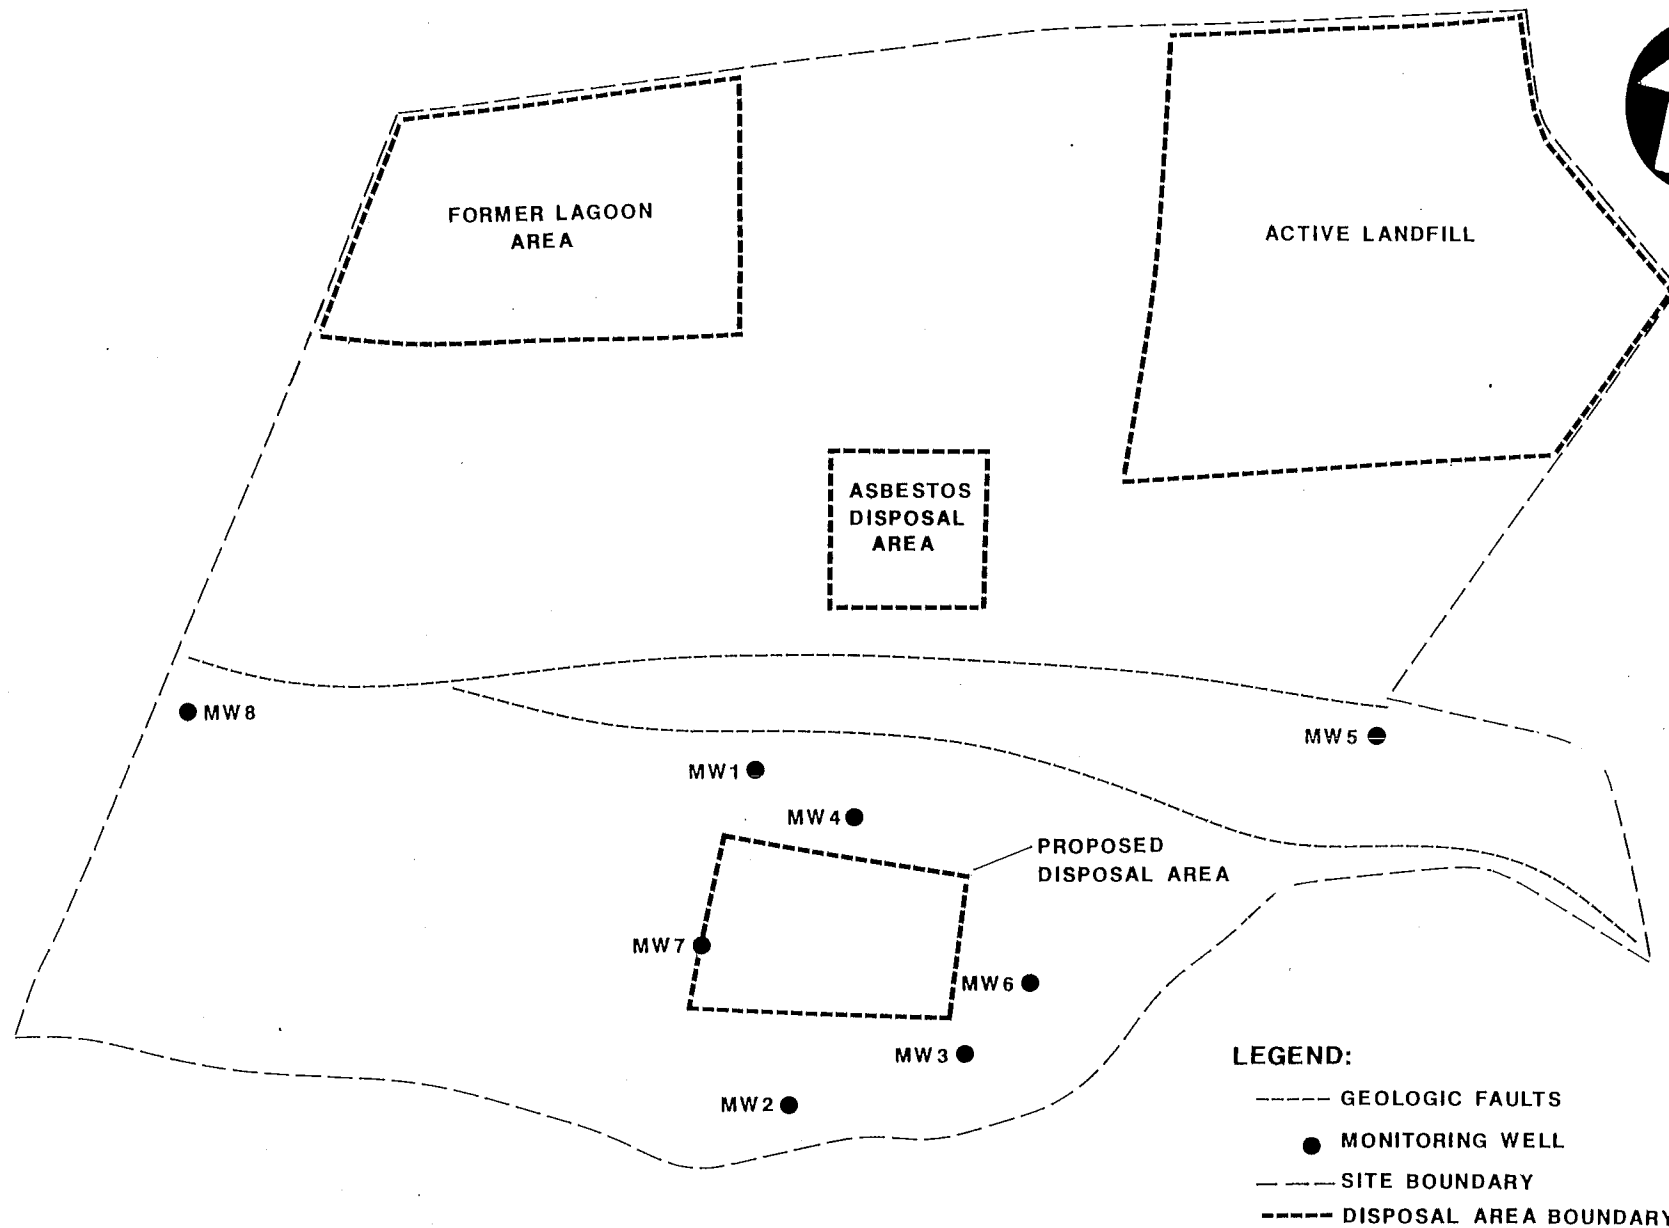 FORMER LAGOON
AREA
ACTIVE LANDFILL
ASBESTOS
DISPOSAL
AREA
MW8
MW5
MW1
MW4
PROPOSED
DISPOSAL AREA
MW7
MW6
MW3
MW2
LEGEND:
GEOLOGIC FAULTS
MONITORING WELL
SITE BOUNDARY
DISPOSAL AREA BOUNDARY